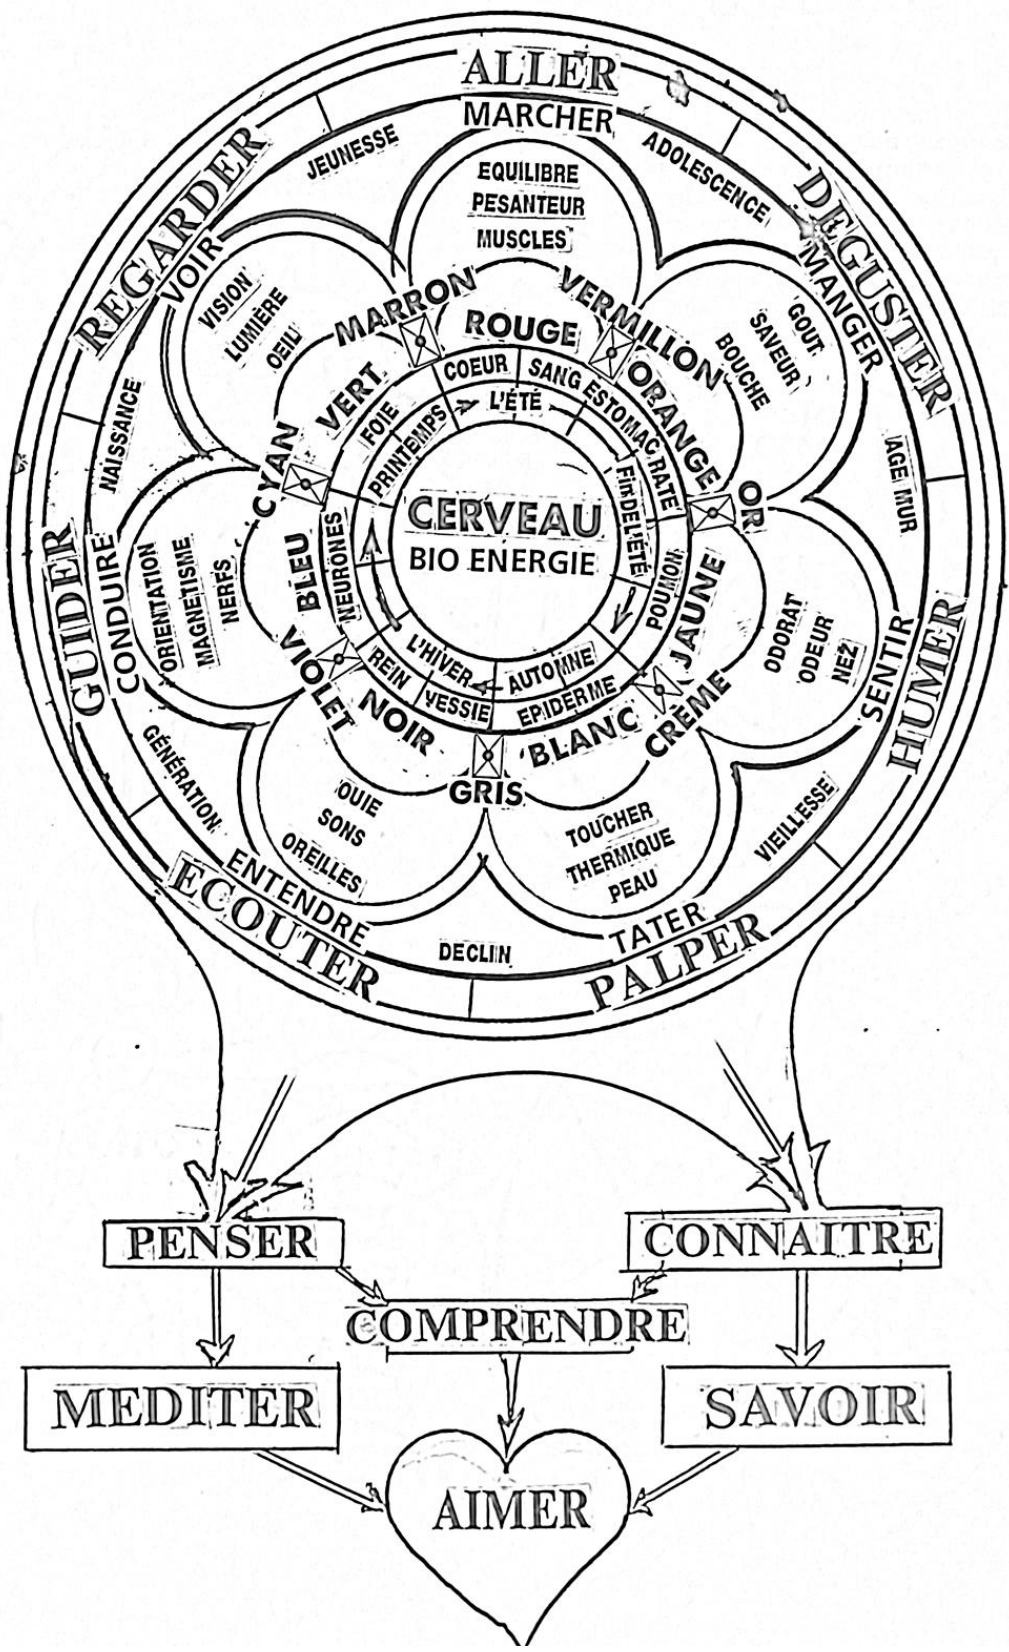 ALLER
MARCHER
JEUNESSE
ADOLESCENCE
EQUILIBRE
PESANTEUR
MUSCLES
REGARDER
VOIR
VISION
LUMIÈRE
OEIL
DEGUSTER
MANGER
GOUT
SAVEUR
BOUCHE
MARRON
VERMILLON
ROUGE
VERT
ORANGE
COEUR
SANG
FOIE
ESTOMAC
RATE
PRINTEMPS
L'ÉTÉ
FIN DE L'ÉTÉ
NAISSANCE
AGE MUR
CYAN
OR
CERVEAU
BIO ENERGIE
GUIDER
CONDUIRE
ORIENTATION
MAGNETISME
NERFS
BLEU
NEURONES
POUMON
JAUNE
ODORAT
ODEUR
NEZ
SENTIR
HUMER
VIOLET
REIN
L'HIVER
AUTOMNE
VESSIE
EPIDERME
NOIR
BLANC
CRÈME
GRIS
GÉNÉRATION
VIEILLESSE
OUIE
SONS
OREILLES
TOUCHER
THERMIQUE
PEAU
ENTENDRE
ECOUTER
DECLIN
TATER
PALPER
PENSER
CONNAITRE
COMPRENDRE
MEDITER
SAVOIR
AIMER